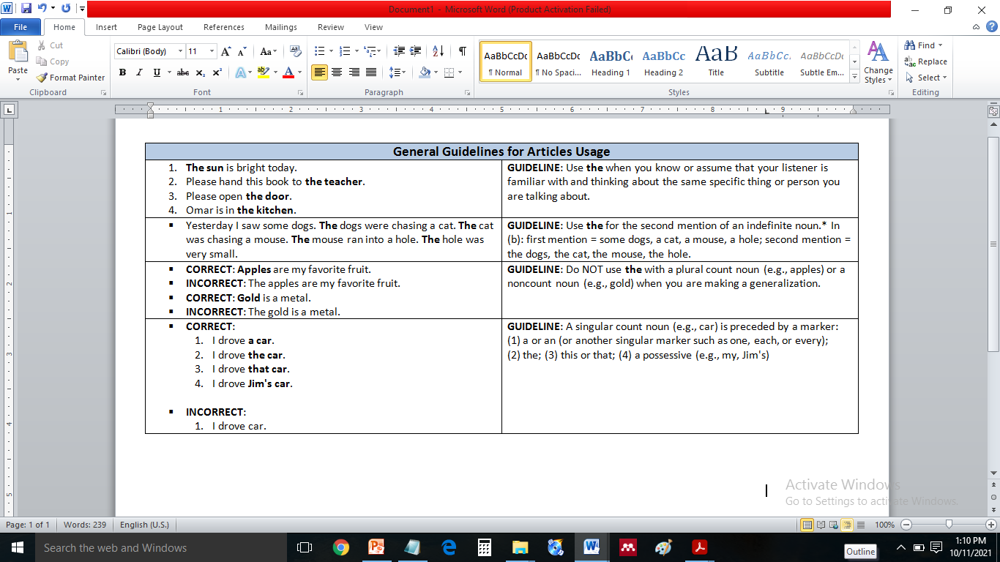 Document1 - Microsoft Word (Product Activation Failed)
File Home Insert Page Layout References Mailings Review View
Paste
Cut
Copy
Format Painter
Clipboard
Calibri (Body) 11
Font
Paragraph
AaBbCcDc AaBbCcDc AaBbCc AaBbCc AaB AaBbCc. AaBbCcDc
¶ Normal ¶ No Spaci... Heading 1 Heading 2 Title Subtitle Subtle Em...
Change Styles
Styles
Find
Replace
Select
Editing
1 2 3 4 5 6 7 8 9
General Guidelines for Articles Usage
1. The sun is bright today.
2. Please hand this book to the teacher.
3. Please open the door.
4. Omar is in the kitchen.
GUIDELINE: Use the when you know or assume that your listener is
familiar with and thinking about the same specific thing or person you
are talking about.
▪ Yesterday I saw some dogs. The dogs were chasing a cat. The cat
was chasing a mouse. The mouse ran into a hole. The hole was
very small.
GUIDELINE: Use the for the second mention of an indefinite noun.* In
(b): first mention = some dogs, a cat, a mouse, a hole; second mention =
the dogs, the cat, the mouse, the hole.
▪ CORRECT: Apples are my favorite fruit.
▪ INCORRECT: The apples are my favorite fruit.
▪ CORRECT: Gold is a metal.
▪ INCORRECT: The gold is a metal.
GUIDELINE: Do NOT use the with a plural count noun (e.g., apples) or a
noncount noun (e.g., gold) when you are making a generalization.
▪ CORRECT:
1. I drove a car.
2. I drove the car.
3. I drove that car.
4. I drove Jim's car.
▪ INCORRECT:
1. I drove car.
GUIDELINE: A singular count noun (e.g., car) is preceded by a marker:
(1) a or an (or another singular marker such as one, each, or every);
(2) the; (3) this or that; (4) a possessive (e.g., my, Jim's)
Activate Windows
Go to Settings to activate Windows.
Page: 1 of 1 Words: 239 English (U.S.) 100%
Search the web and Windows
Outline
1:10 PM
10/11/2021